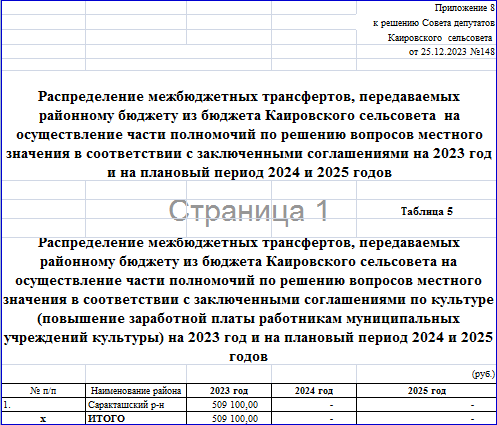 Приложение 8
к решению Совета депутатов
Каировского сельсовета
от 25.12.2023 №148
Распределение межбюджетных трансфертов, передаваемых
районному бюджету из бюджета Каировского сельсовета на
осуществление части полномочий по решению вопросов местного
значения в соответствии с заключенными соглашениями на 2023 год
и на плановый период 2024 и 2025 годов
Страница 1
Таблица 5
Распределение межбюджетных трансфертов, передаваемых
районному бюджету из бюджета Каировского сельсовета на
осуществление части полномочий по решению вопросов местного
значения в соответствии с заключенными соглашениями по культуре
(повышение заработной платы работникам муниципальных
учреждений культуры) на 2023 год и на плановый период 2024 и 2025
годов
(руб.)
№ п/п Наименование района 2023 год 2024 год 2025 год
1. Саракташский р-н 509 100,00 - -
х ИТОГО 509 100,00 - -